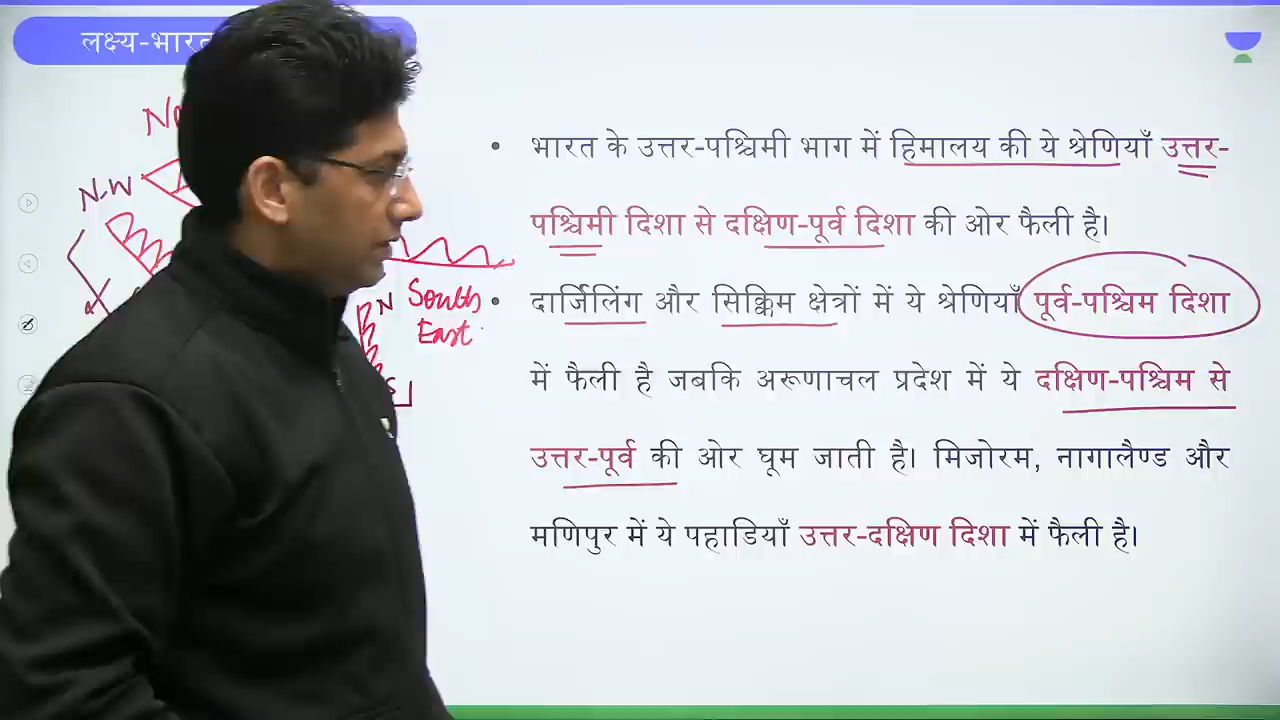 लक्ष्य-भारत
N-W
South
East
N
• भारत के उत्तर-पश्चिमी भाग में हिमालय की ये श्रेणियाँ उत्तर-
पश्चिमी दिशा से दक्षिण-पूर्व दिशा की ओर फैली है।
• दार्जिलिंग और सिक्किम क्षेत्रों में ये श्रेणियाँ पूर्व-पश्चिम दिशा
में फैली है जबकि अरूणाचल प्रदेश में ये दक्षिण-पश्चिम से
उत्तर-पूर्व की ओर घूम जाती है। मिजोरम, नागालैण्ड और
मणिपुर में ये पहाडियाँ उत्तर-दक्षिण दिशा में फैली है।